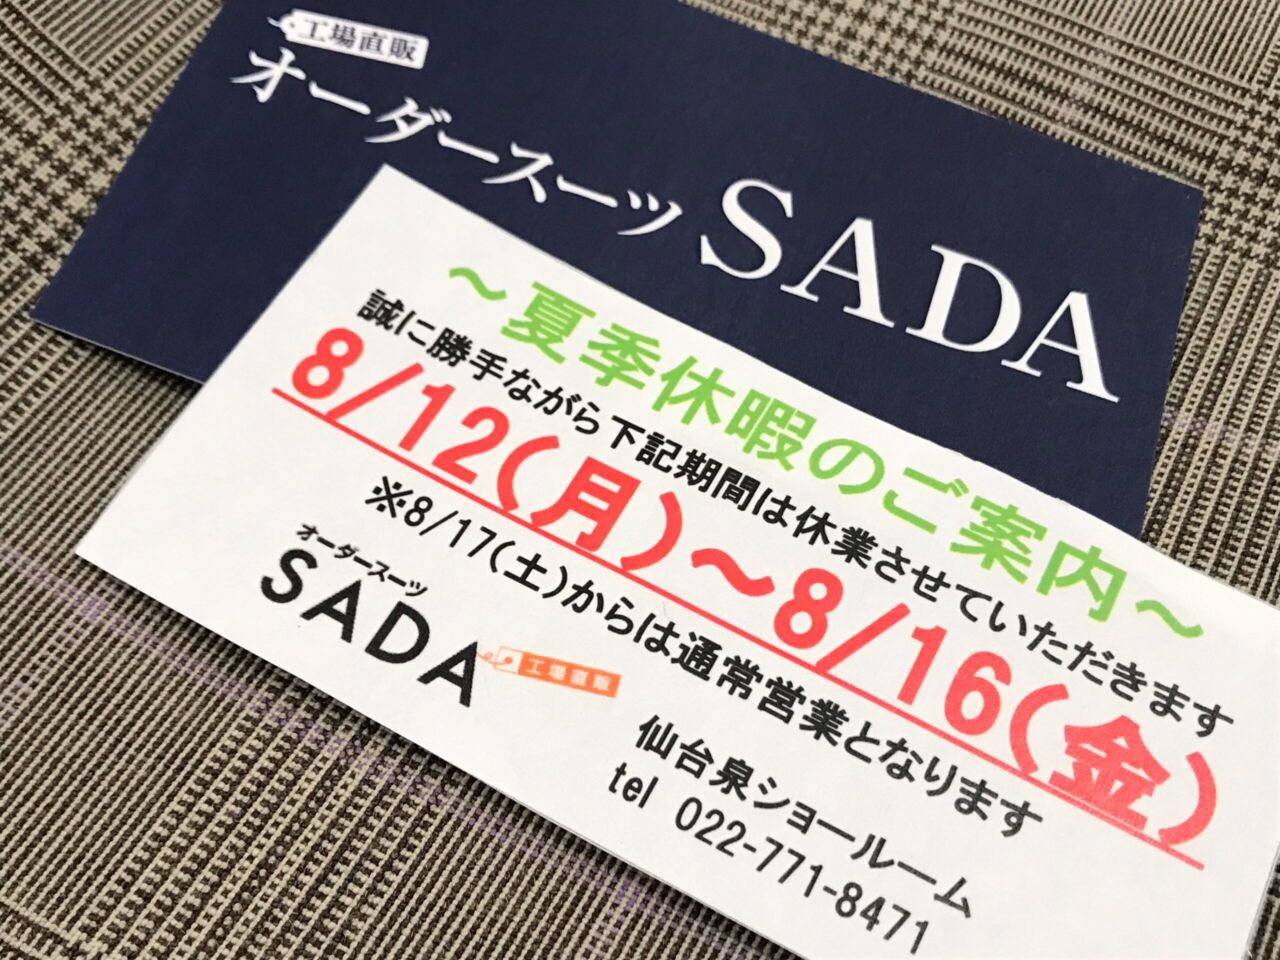 工場直販
オーダースーツ SADA
～夏季休暇のご案内～
誠に勝手ながら下記期間は休業させていただきます
8/12(月)～8/16(金)
※8/17(土)からは通常営業となります
オーダースーツ
SADA 工場直販
仙台泉ショールーム
tel 022-771-8471